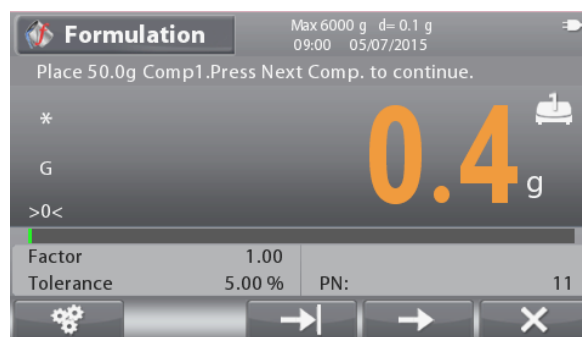 Formulation
Max 6000 g d= 0.1 g
09:00 05/07/2015
Place 50.0g Comp1.Press Next Comp. to continue.
*
1
G
0.4 g
>0<
Factor 1.00
Tolerance 5.00 % PN: 11